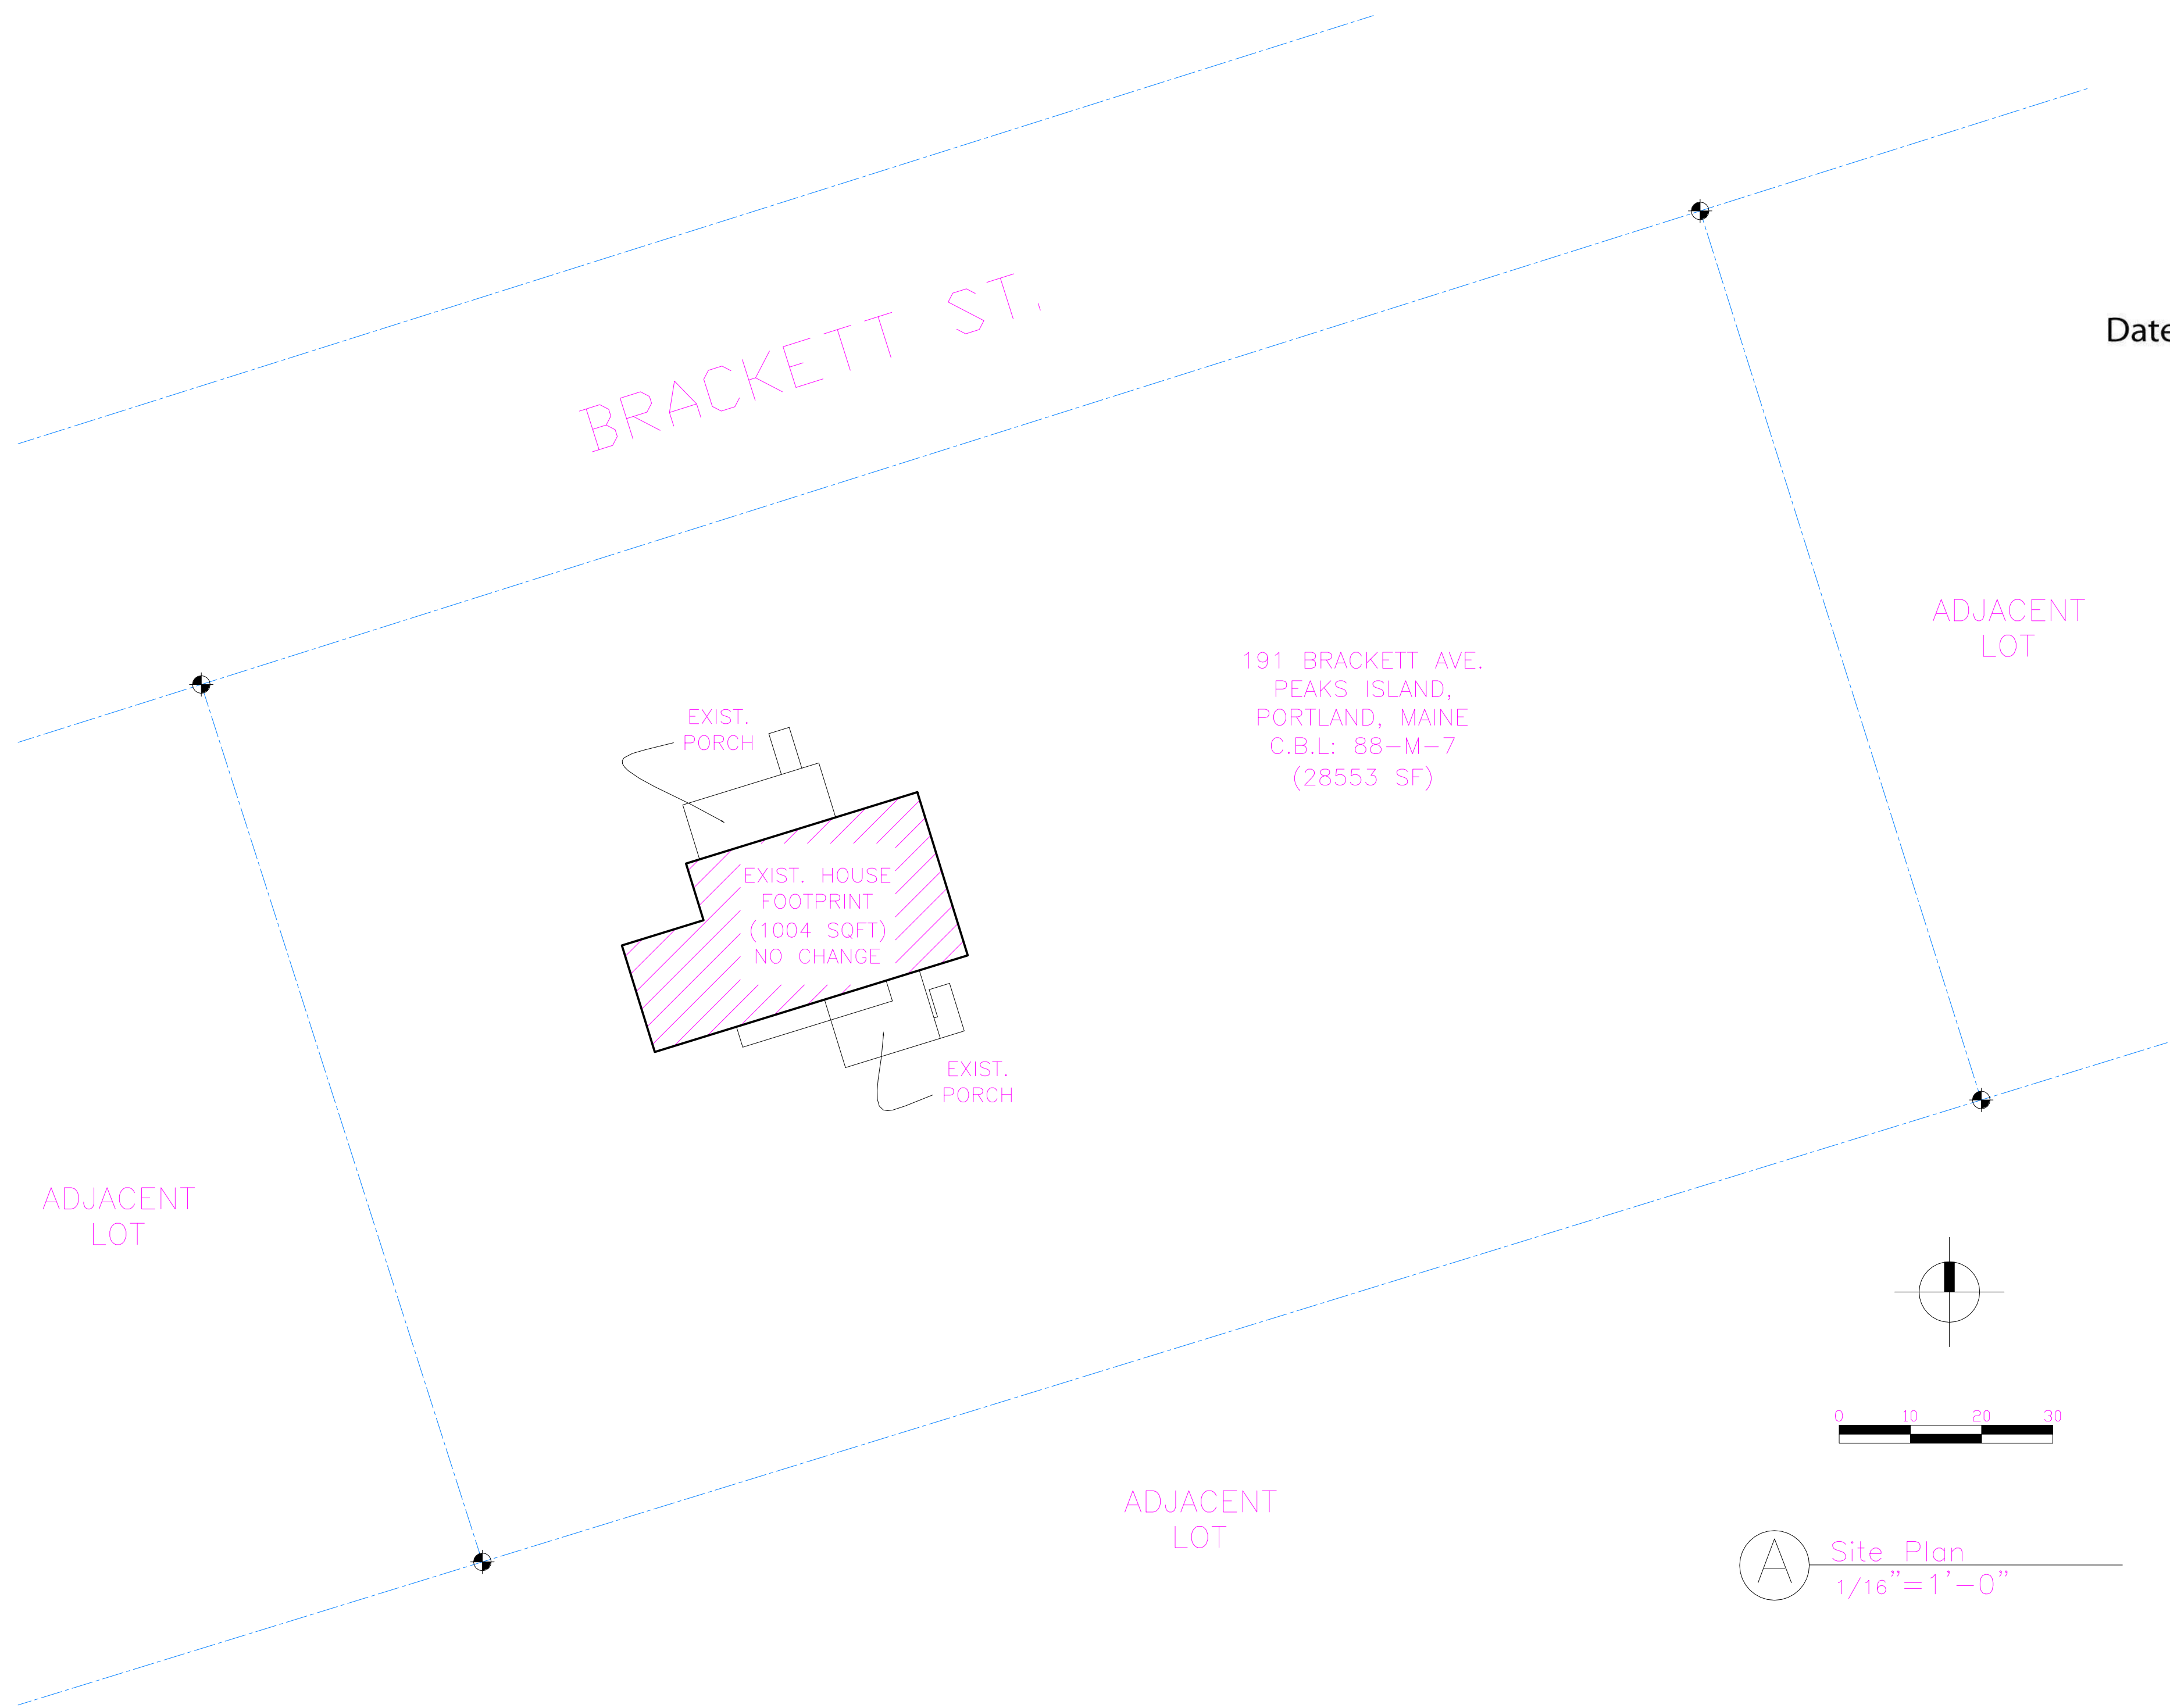 BRACKETT ST.
Date
ADJACENT
LOT
191 BRACKETT AVE.
PEAKS ISLAND,
PORTLAND, MAINE
C.B.L: 88-M-7
(28553 SF)
EXIST.
PORCH
EXIST. HOUSE
FOOTPRINT
(1004 SQFT)
NO CHANGE
EXIST.
PORCH
ADJACENT
LOT
0 10 20 30
ADJACENT
LOT
A
Site Plan
1/16"=1'-0"